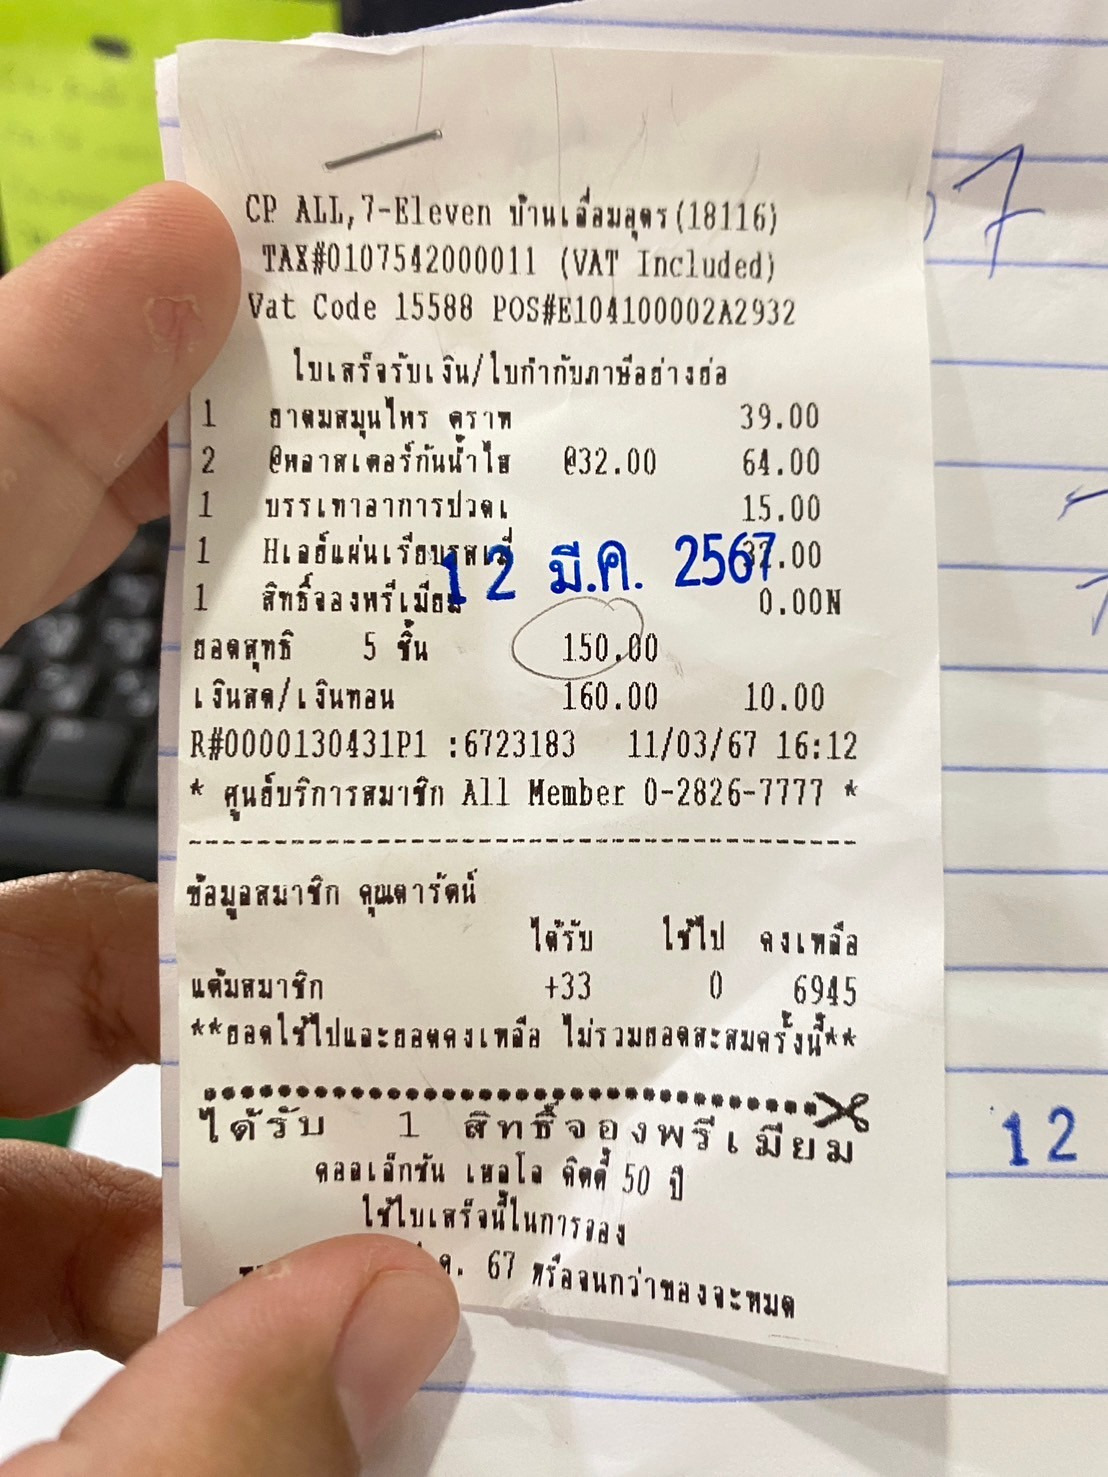 CP ALL,7-Eleven บ้านเลื่อมอุดร(18116)
TAX#0107542000011 (VAT Included)
Vat Code 15588 POS#E104100002A2932
ใบเสร็จรับเงิน/ใบกำกับภาษีอย่างย่อ
1 ยาดมสมุนไพร ตราพ 39.00
2 @พลาสเตอร์กันน้ำใส @32.00 64.00
1 บรรเทาอาการปวดเ 15.00
1 Hเลย์แผ่นเรียบรสเมี่ 32.00
12 มี.ค. 2567
1 สิทธิ์จองพรีเมียม 0.00N
ยอดสุทธิ 5 ชิ้น 150.00
เงินสด/เงินทอน 160.00 10.00
R#0000130431P1 :6723183 11/03/67 16:12
* ศูนย์บริการสมาชิก All Member 0-2826-7777 *
ข้อมูลสมาชิก คุณดารัตน์
ได้รับ ใช้ไป คงเหลือ
แต้มสมาชิก +33 0 6945
**ยอดใช้ไปและยอดคงเหลือ ไม่รวมยอดสะสมครั้งนี้**
ได้รับ 1 สิทธิ์จองพรีเมียม
คอลเล็กชัน เฮลโล คิตตี้ 50 ปี
ใช้ใบเสร็จนี้ในการจอง
ค. 67 หรือจนกว่าของจะหมด
7
12